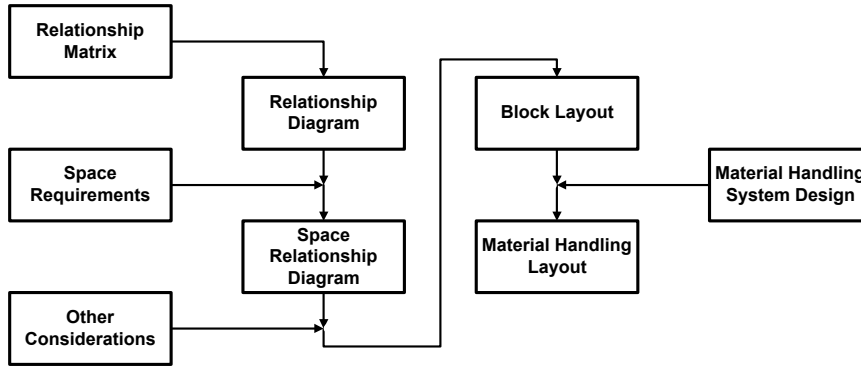 Relationship
Matrix
Relationship
Diagram
Block Layout
Space
Requirements
Material Handling
System Design
Space
Relationship
Diagram
Material Handling
Layout
Other
Considerations